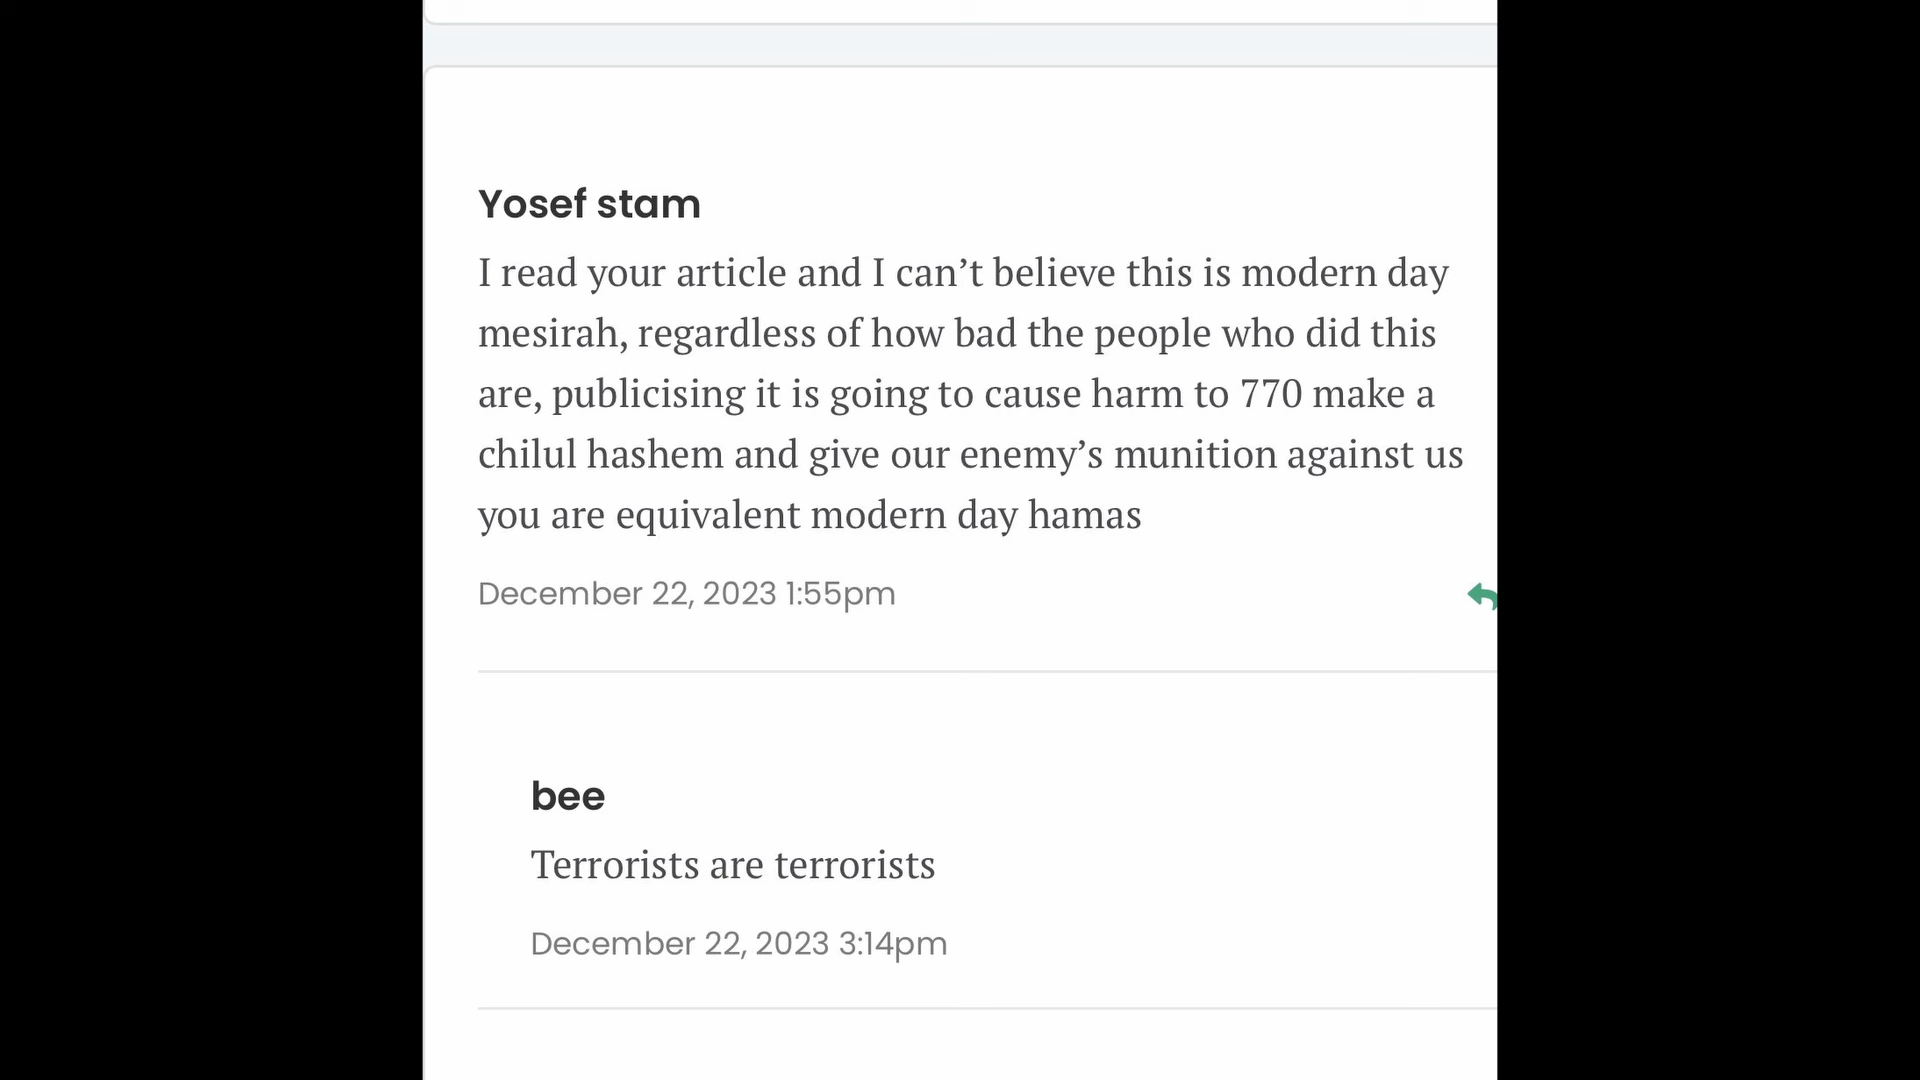 Yosef stam
I read your article and I can’t believe this is modern day
mesirah, regardless of how bad the people who did this
are, publicising it is going to cause harm to 770 make a
chilul hashem and give our enemy’s munition against us
you are equivalent modern day hamas
December 22, 2023 1:55pm
bee
Terrorists are terrorists
December 22, 2023 3:14pm